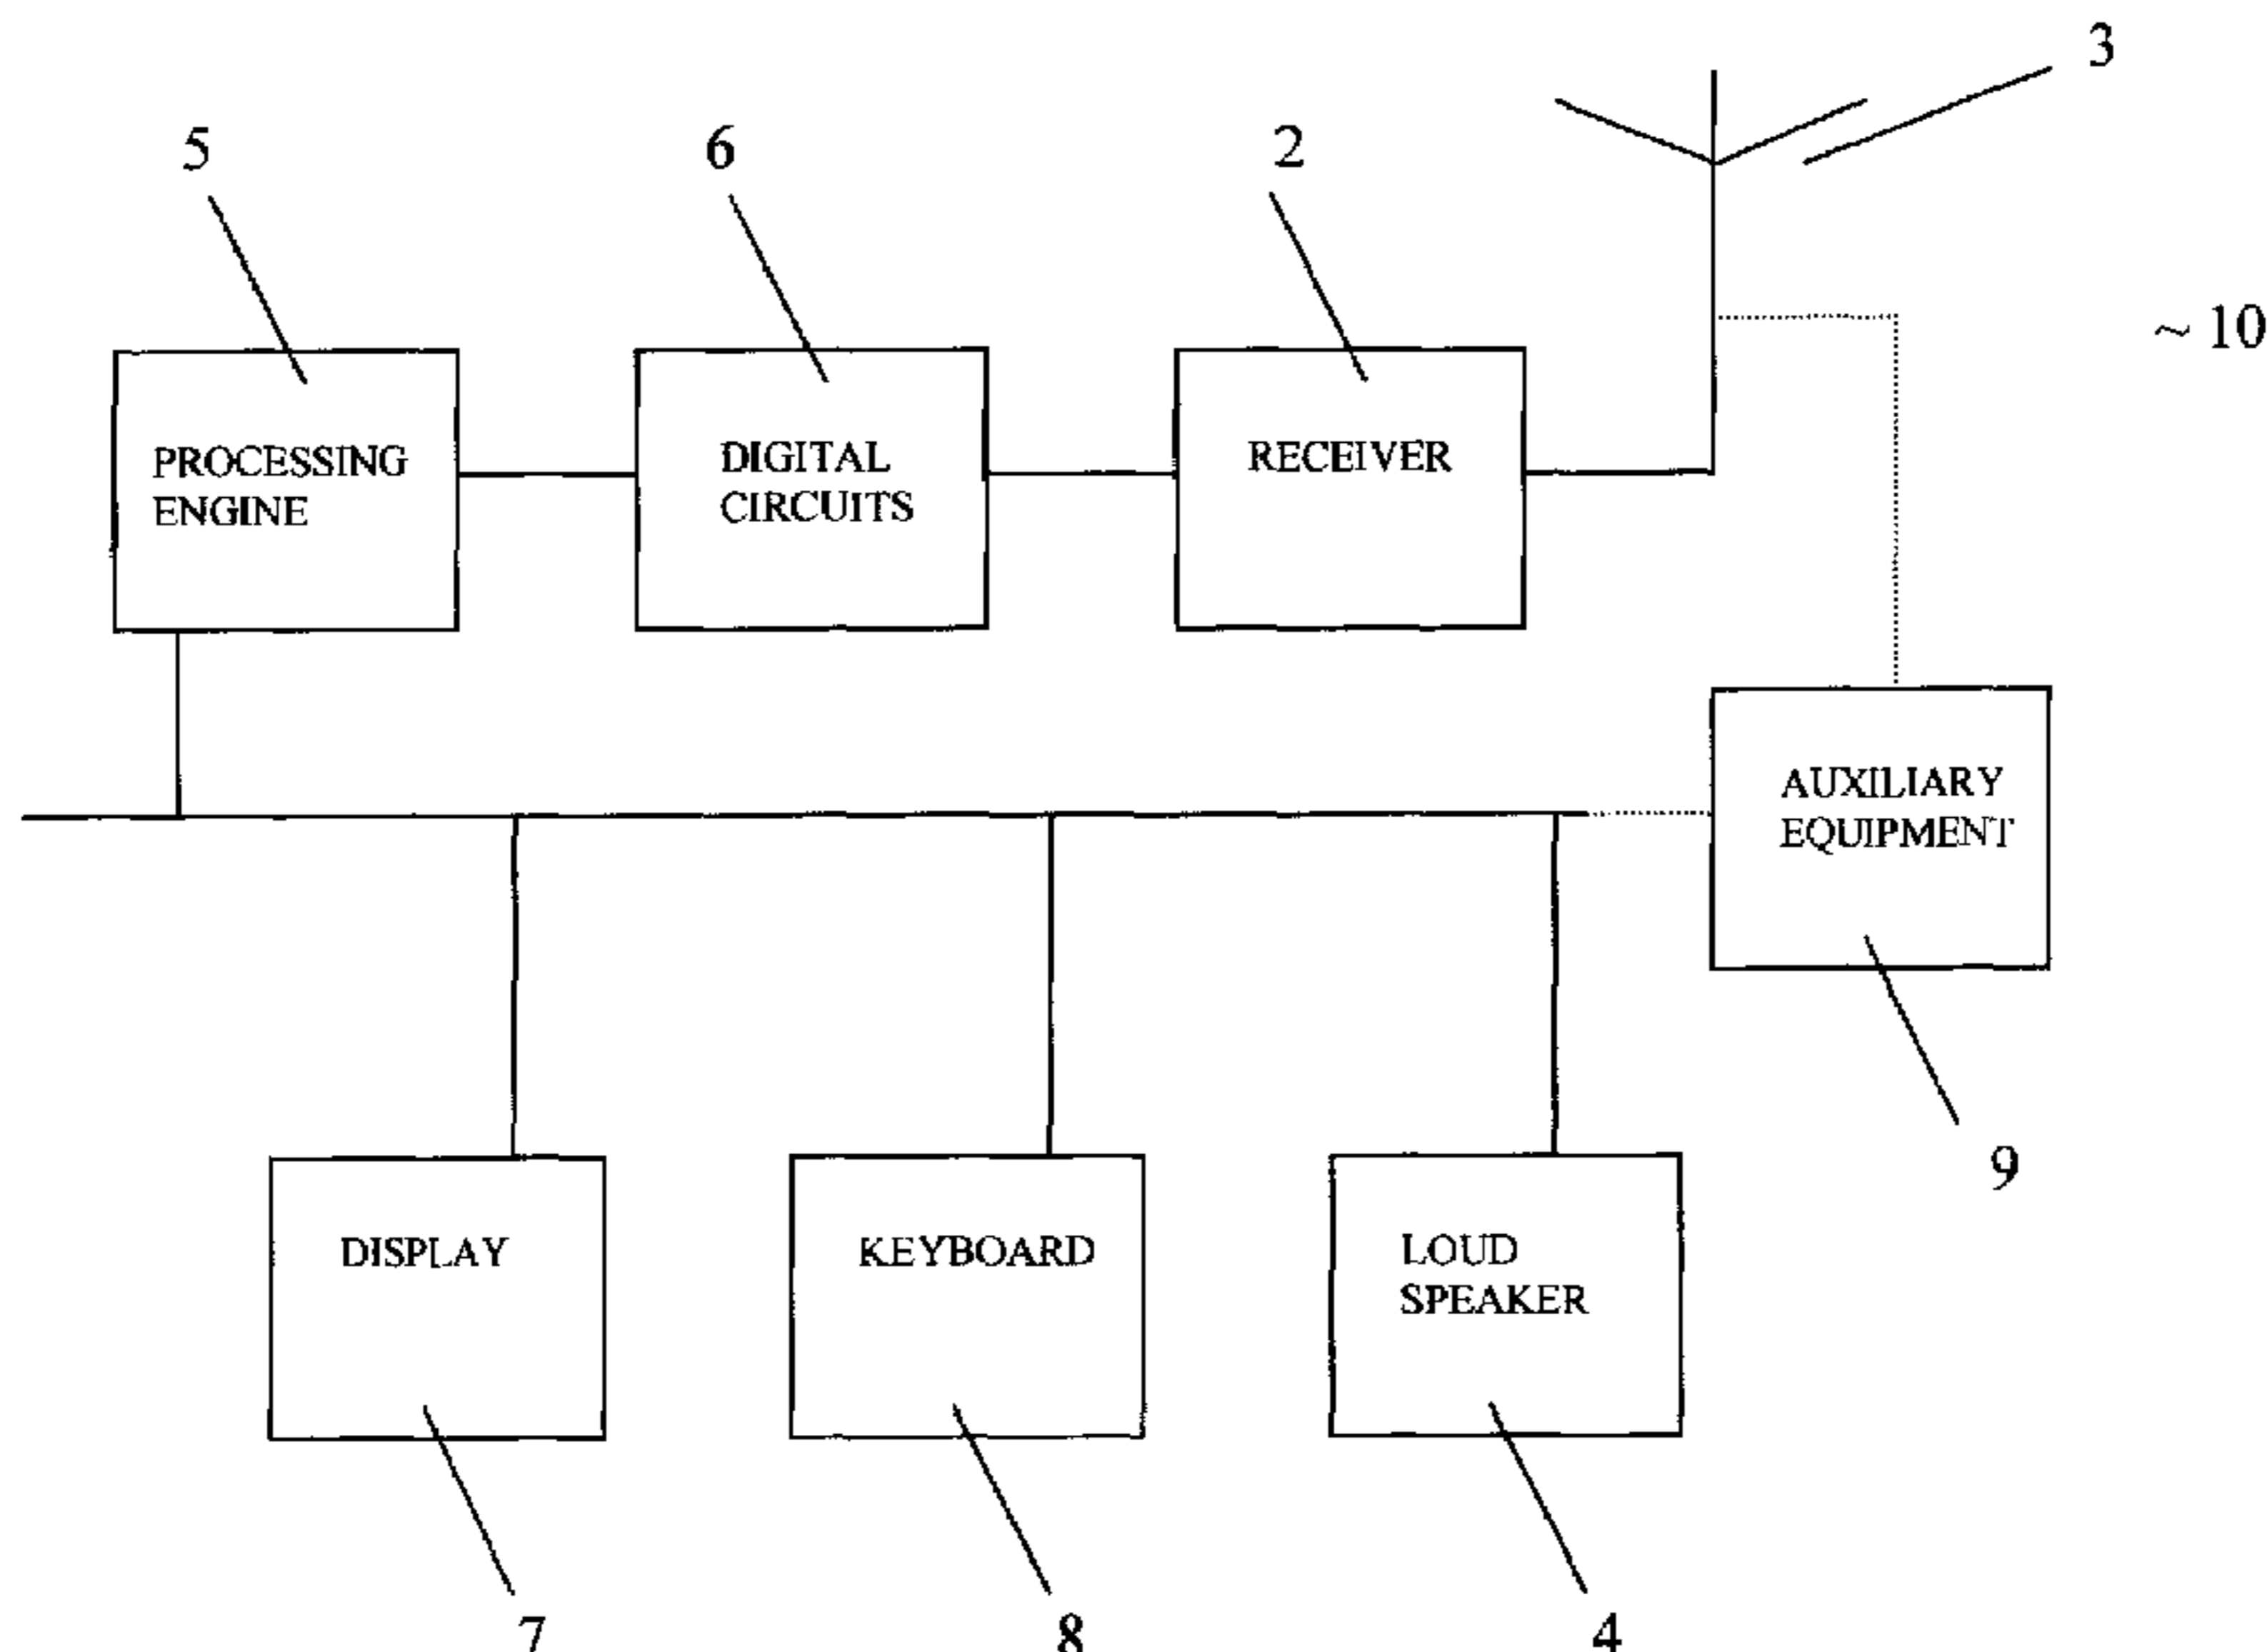 3
5
6
2
~ 10
PROCESSING
ENGINE
DIGITAL
CIRCUITS
RECEIVER
AUXILIARY
EQUIPMENT
9
DISPLAY
KEYBOARD
LOUD
SPEAKER
7
8
4